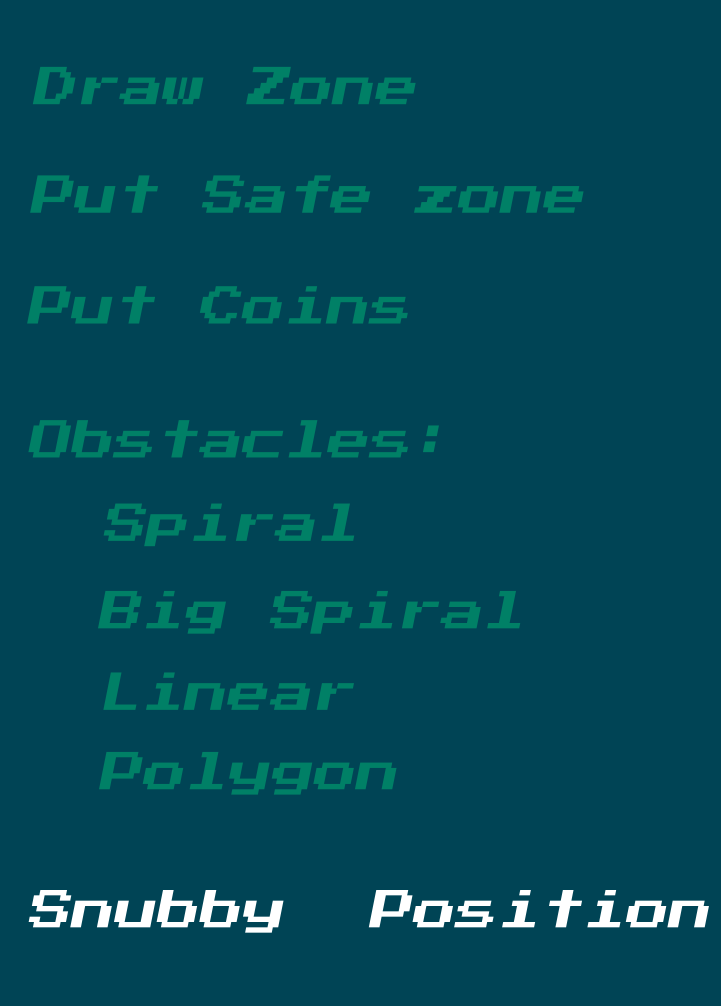 Draw Zone
Put Safe zone
Put Coins
Obstacles:
Spiral
Big Spiral
Linear
Polygon
Snubby  Position